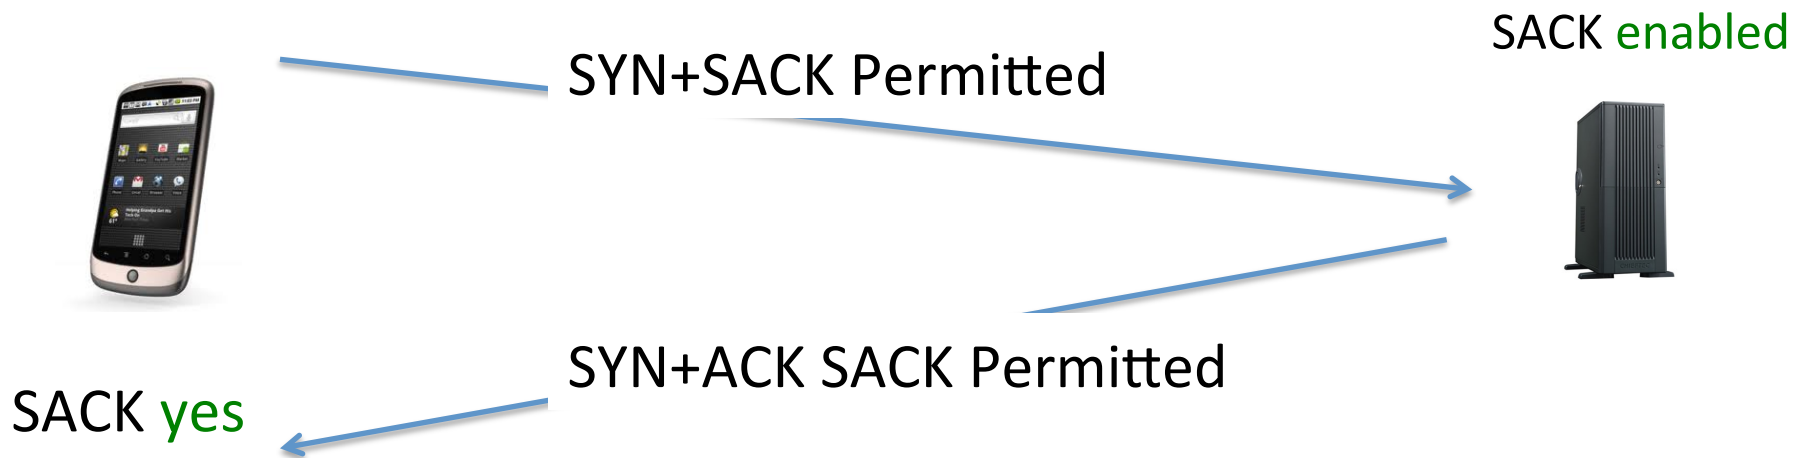 SACK enabled
SYN+SACK Permitted
SYN+ACK SACK Permitted
SACK yes